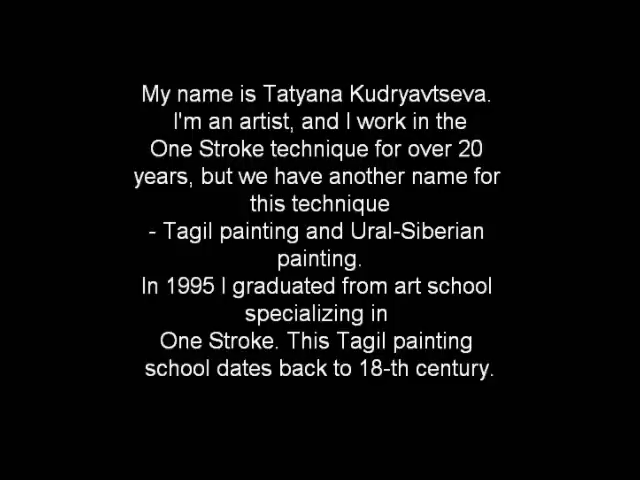 My name is Tatyana Kudryavtseva.
I'm an artist, and I work in the
One Stroke technique for over 20
years, but we have another name for
this technique
- Tagil painting and Ural-Siberian
painting.
In 1995 I graduated from art school
specializing in
One Stroke. This Tagil painting
school dates back to 18-th century.